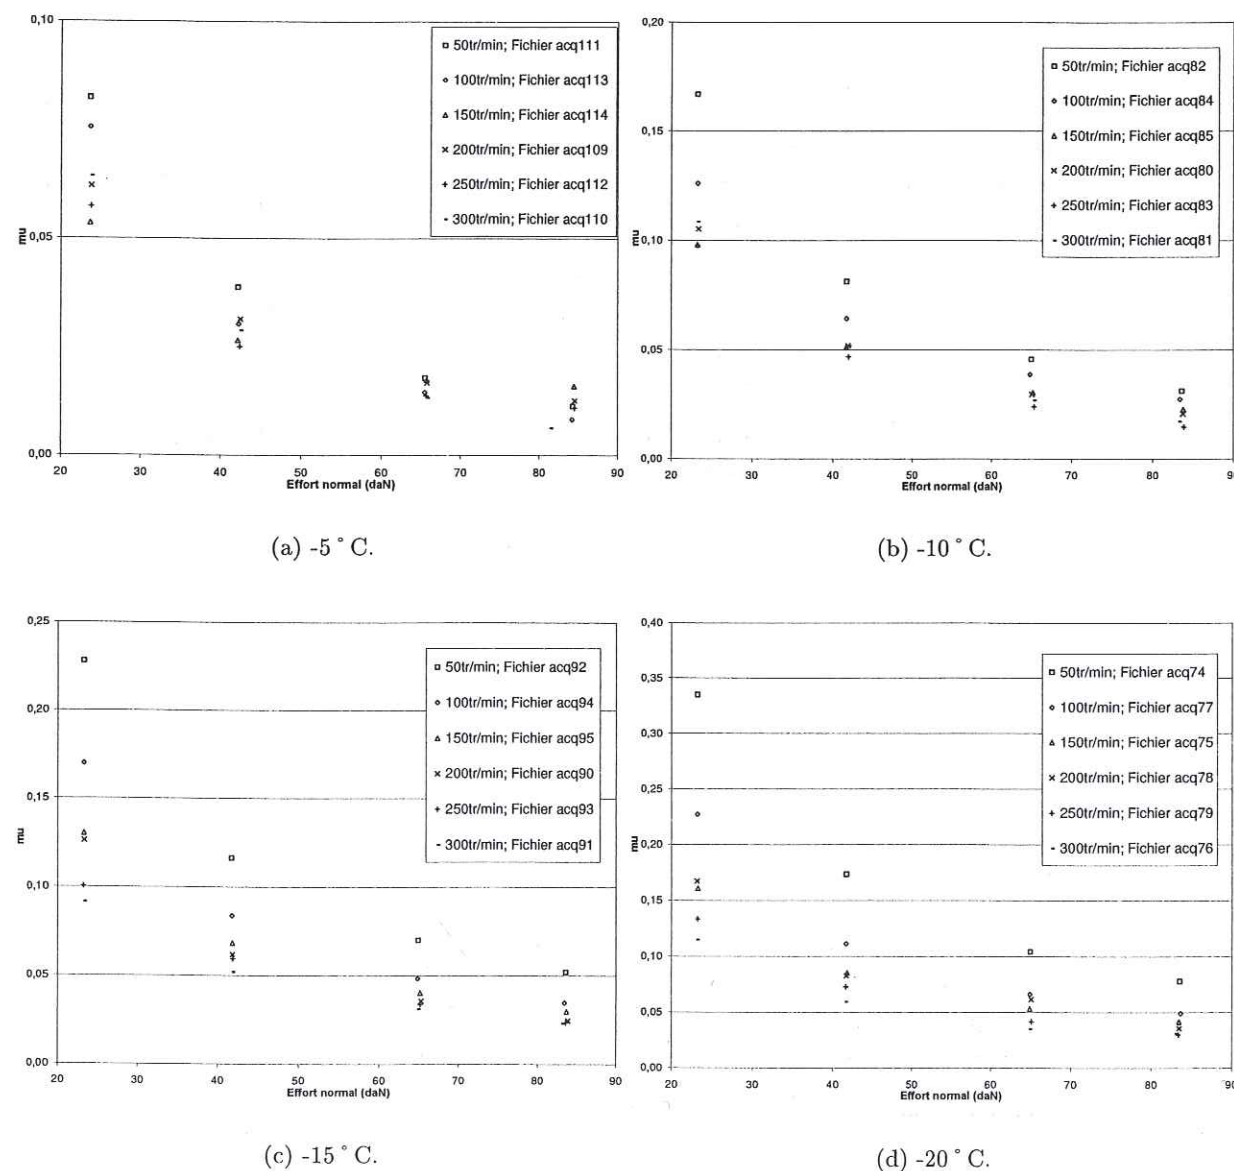 0,10
0,05
0,00
mu
20 30 40 50 60 70 80 90
Effort normal (daN)
50tr/min; Fichier acq111
100tr/min; Fichier acq113
150tr/min; Fichier acq114
200tr/min; Fichier acq109
250tr/min; Fichier acq112
300tr/min; Fichier acq110
(a) -5° C.
0,20
0,15
0,10
0,05
0,00
mu
20 30 40 50 60 70 80 90
Effort normal (daN)
50tr/min; Fichier acq82
100tr/min; Fichier acq84
150tr/min; Fichier acq85
200tr/min; Fichier acq80
250tr/min; Fichier acq83
300tr/min; Fichier acq81
(b) -10° C.
0,25
0,20
0,15
0,10
0,05
0,00
mu
20 30 40 50 60 70 80 90
Effort normal (daN)
50tr/min; Fichier acq92
100tr/min; Fichier acq94
150tr/min; Fichier acq95
200tr/min; Fichier acq90
250tr/min; Fichier acq93
300tr/min; Fichier acq91
(c) -15° C.
0,40
0,35
0,30
0,25
0,20
0,15
0,10
0,05
0,00
mu
20 30 40 50 60 70 80 90
Effort normal (daN)
50tr/min; Fichier acq74
100tr/min; Fichier acq77
150tr/min; Fichier acq75
200tr/min; Fichier acq78
250tr/min; Fichier acq79
300tr/min; Fichier acq76
(d) -20° C.